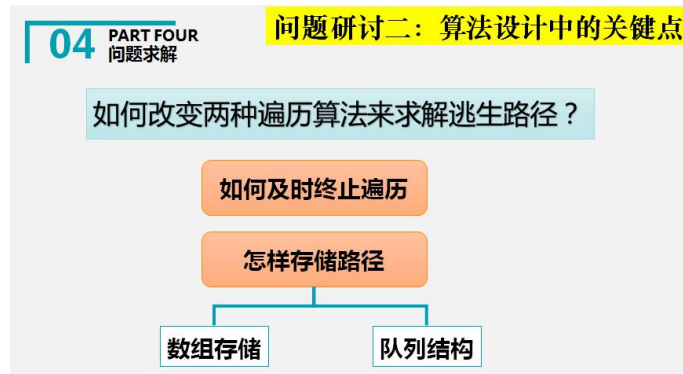 问题研讨二：算法设计中的关键点
04
PART FOUR
问题求解
如何改变两种遍历算法来求解逃生路径？
如何及时终止遍历
怎样存储路径
数组存储
队列结构